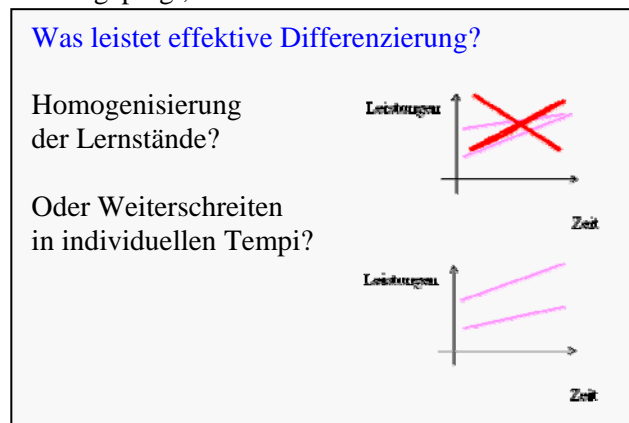 Was leistet effektive Differenzierung?
Homogenisierung
der Lernstände?
Leistungen
Zeit
Oder Weiterschreiten
in individuellen Tempi?
Leistungen
Zeit